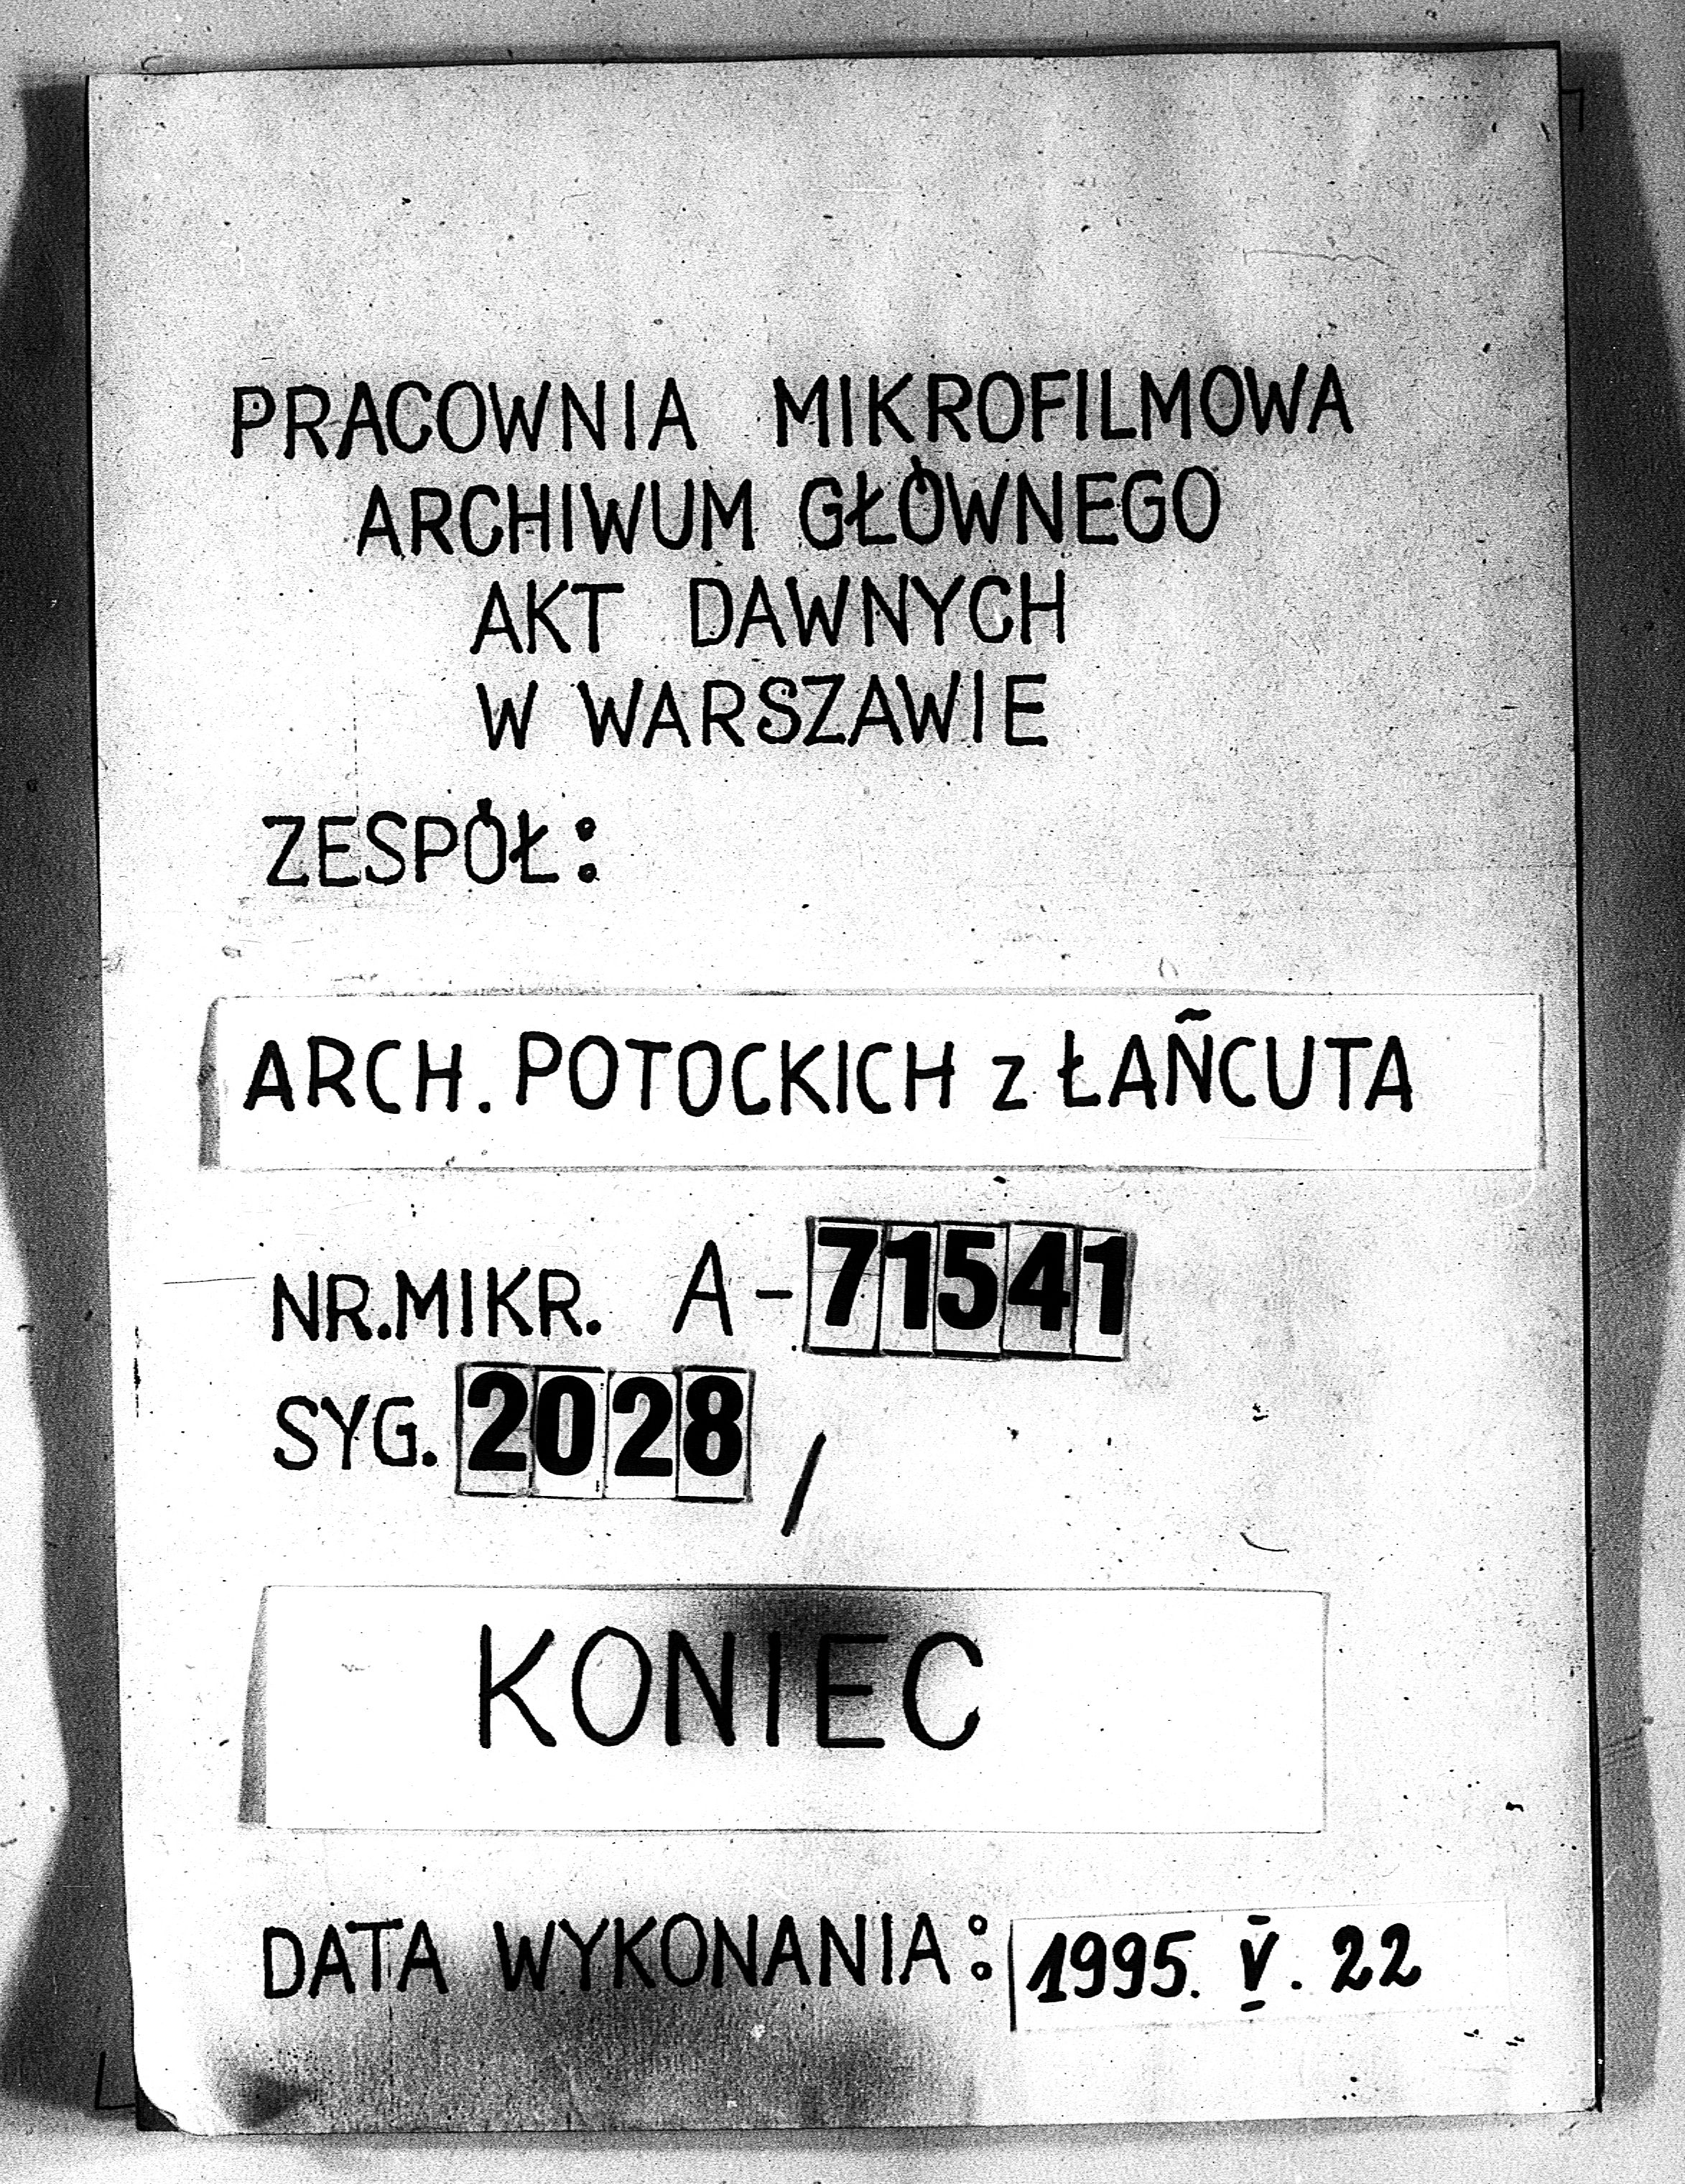 PRACOWNIA MIKROFILMOWA
ARCHIWUM GŁÓWNEGO
AKT DAWNYCH
W WARSZAWIE
ZESPÓŁ:
ARCH. POTOCKICH z ŁAŃCUTA
NR.MIKR. A-71541
SYG. 2028 /
KONIEC
DATA WYKONANIA: 1995. V. 22